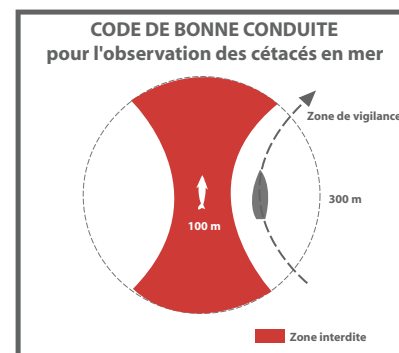 CODE DE BONNE CONDUITE
pour l'observation des cétacés en mer
Zone de vigilance
300 m
100 m
Zone interdite